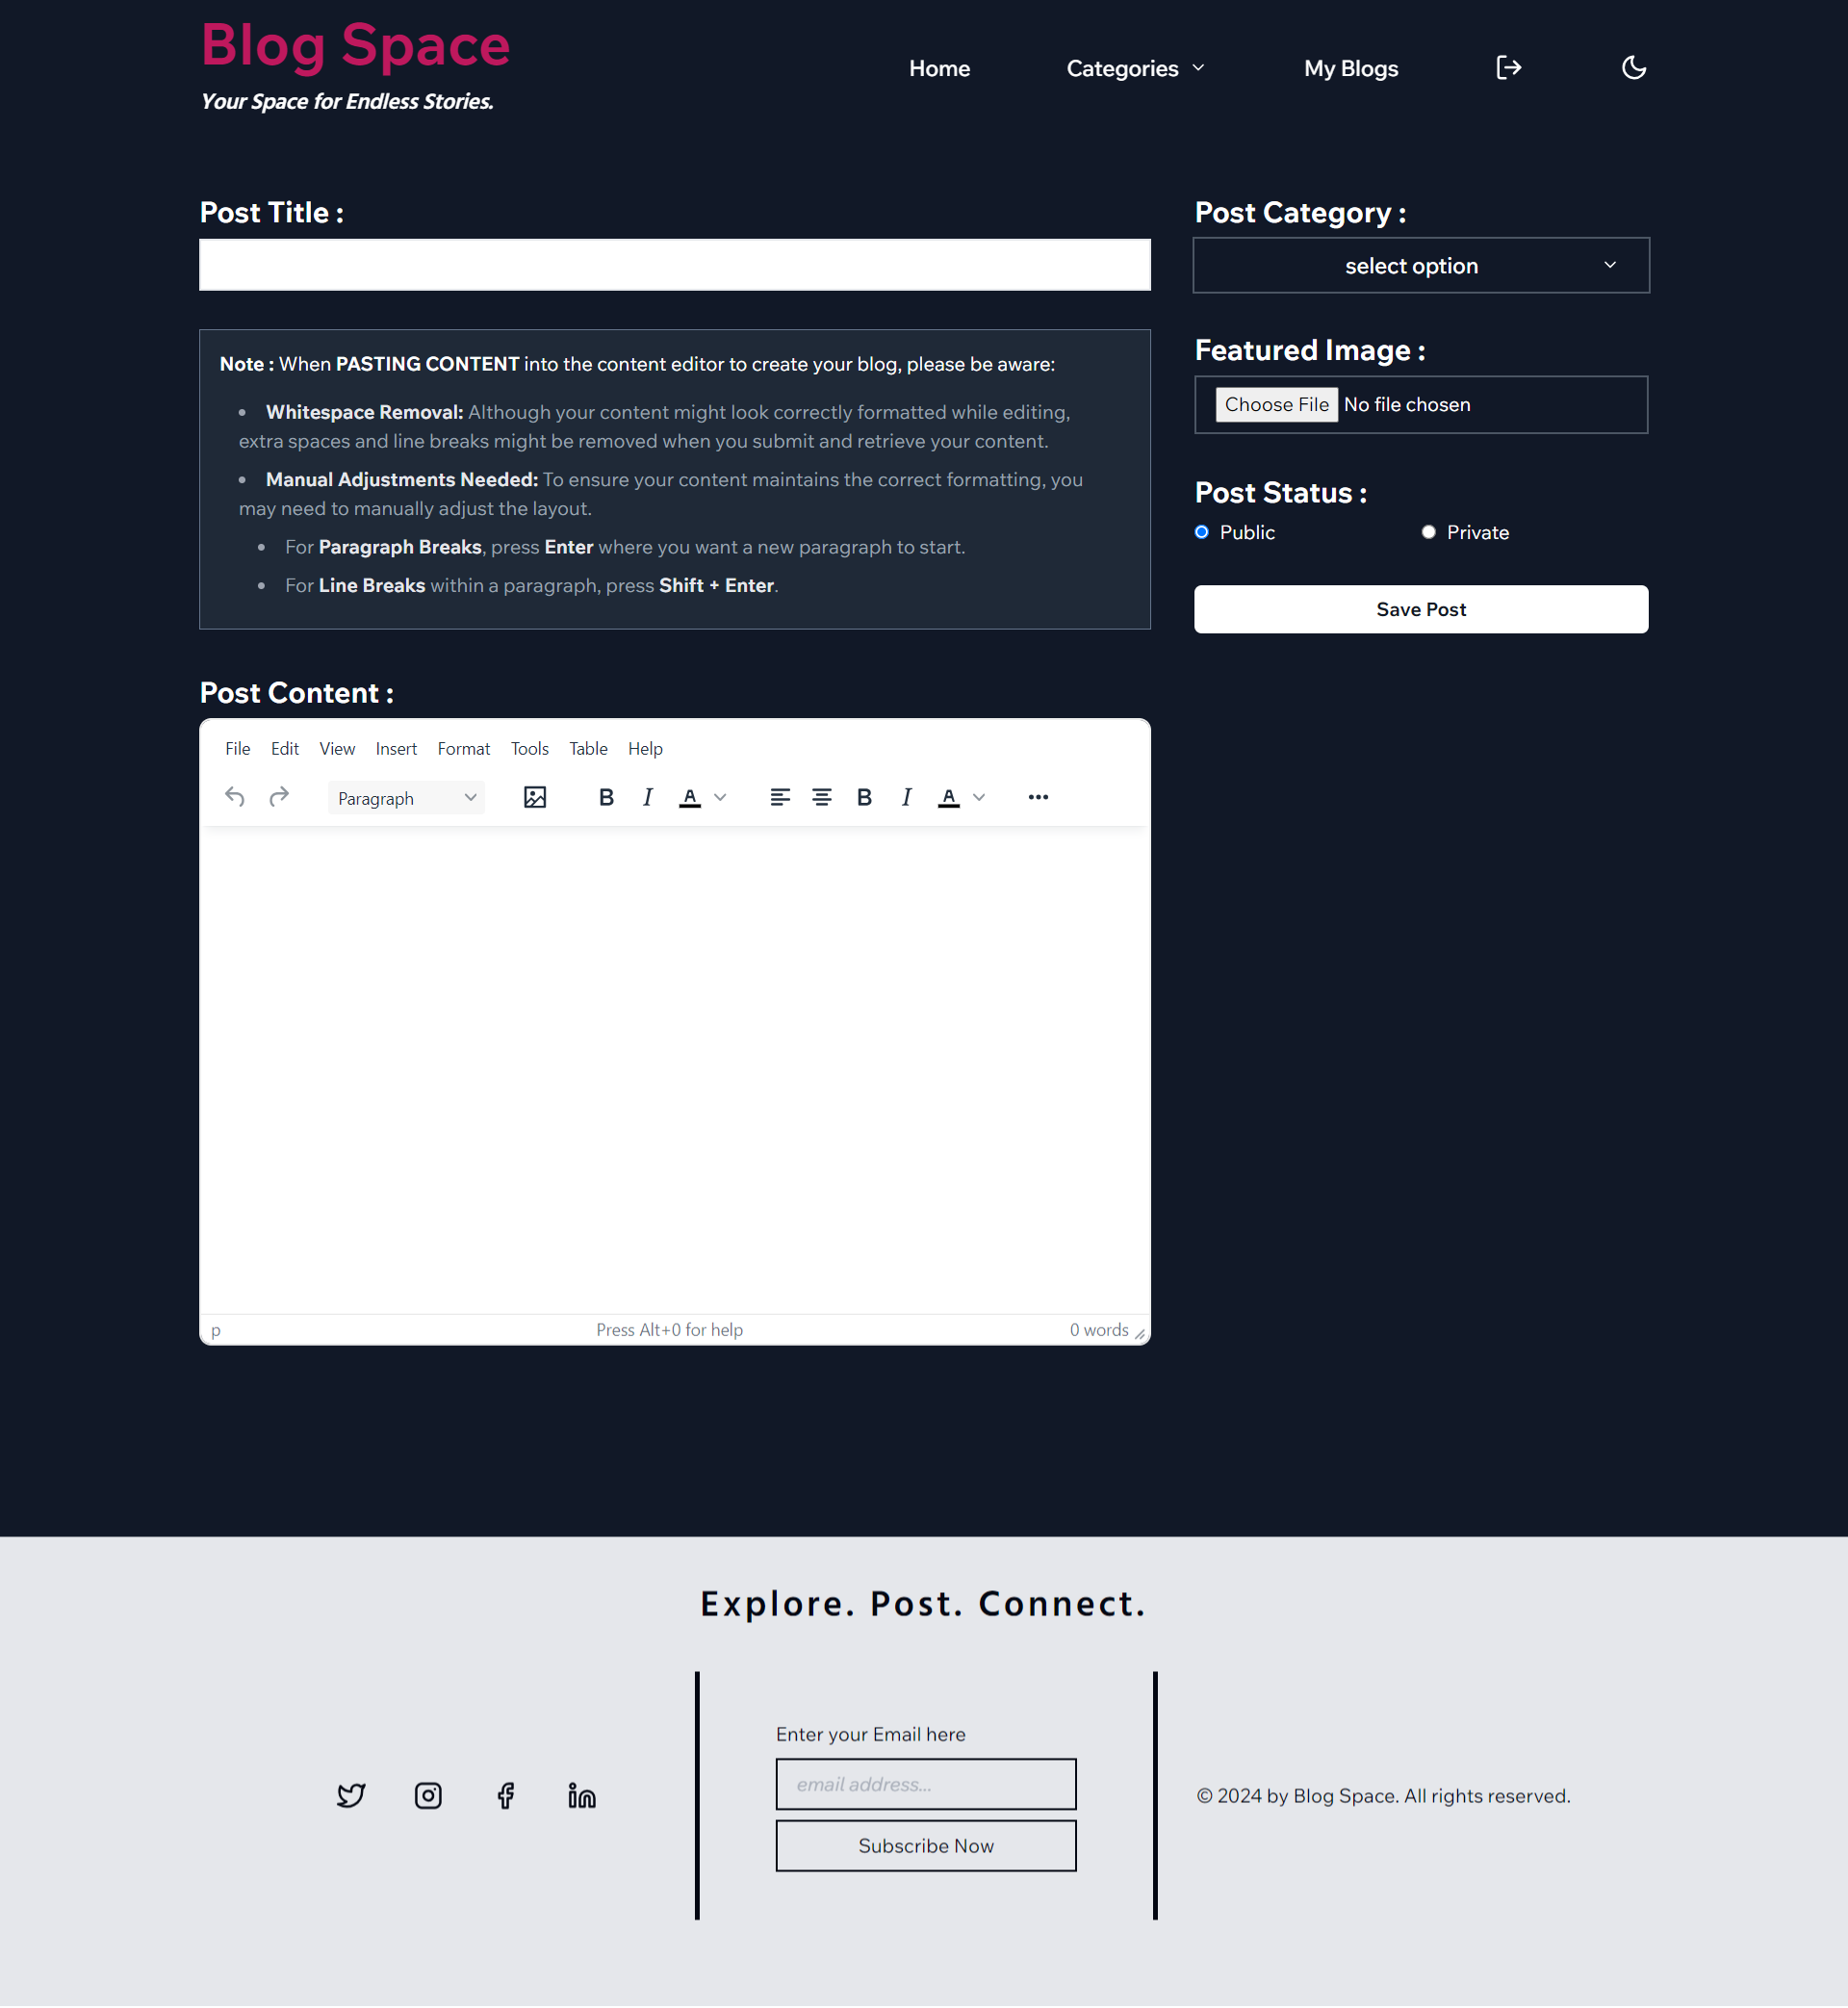 Blog Space
Your Space for Endless Stories.
Home
Categories
My Blogs
Post Title :
Note : When PASTING CONTENT into the content editor to create your blog, please be aware:
Whitespace Removal: Although your content might look correctly formatted while editing,
extra spaces and line breaks might be removed when you submit and retrieve your content.
Manual Adjustments Needed: To ensure your content maintains the correct formatting, you
may need to manually adjust the layout.
For Paragraph Breaks, press Enter where you want a new paragraph to start.
For Line Breaks within a paragraph, press Shift + Enter.
Post Category :
select option
Featured Image :
Choose File No file chosen
Post Status :
Public
Private
Save Post
Post Content :
File Edit View Insert Format Tools Table Help
Paragraph B I A B I A
p
Press Alt+0 for help
0 words
Explore. Post. Connect.
Enter your Email here
email address...
Subscribe Now
© 2024 by Blog Space. All rights reserved.